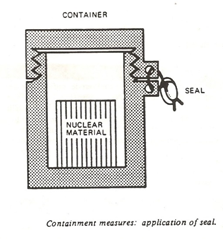 CONTAINER
SEAL
NUCLEAR
MATERIAL
Containment measures: application of seal.